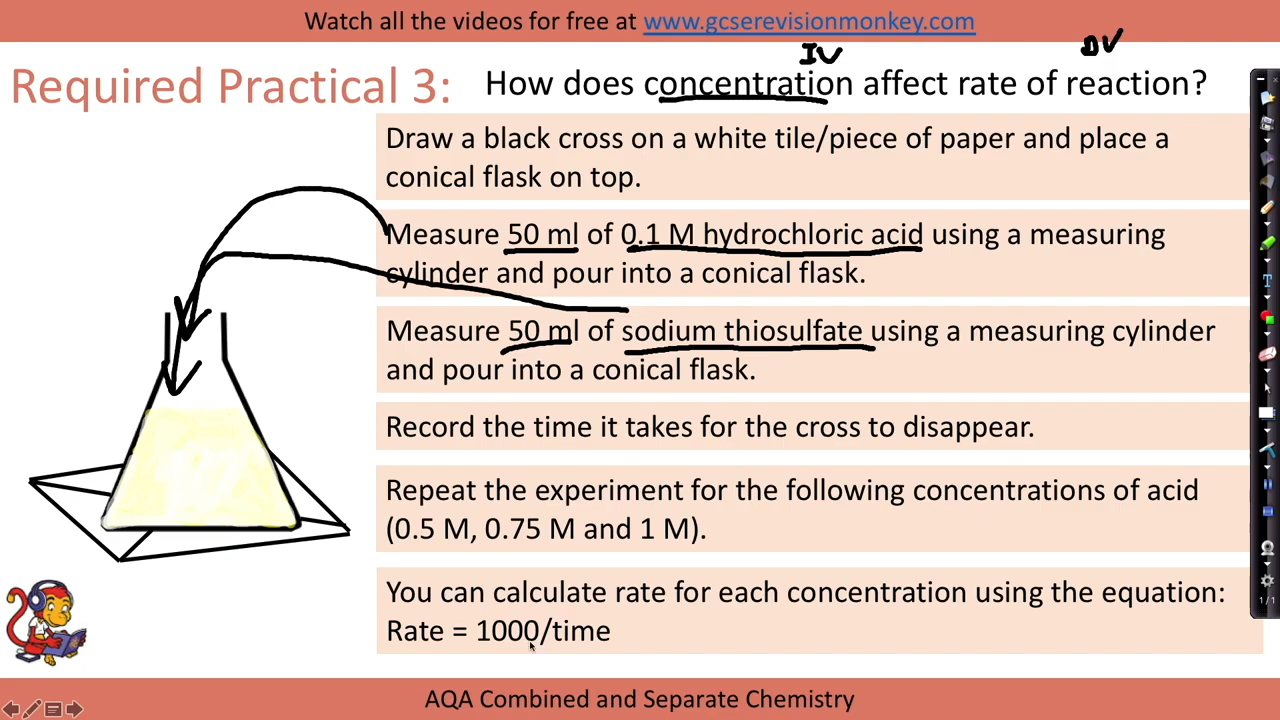 Watch all the videos for free at www.gcserevisionmonkey.com
IV
DV
Required Practical 3:
How does concentration affect rate of reaction?
Draw a black cross on a white tile/piece of paper and place a
conical flask on top.
Measure 50 ml of 0.1 M hydrochloric acid using a measuring
cylinder and pour into a conical flask.
Measure 50 ml of sodium thiosulfate using a measuring cylinder
and pour into a conical flask.
Record the time it takes for the cross to disappear.
Repeat the experiment for the following concentrations of acid
(0.5 M, 0.75 M and 1 M).
You can calculate rate for each concentration using the equation:
Rate = 1000/time
1/1
AQA Combined and Separate Chemistry